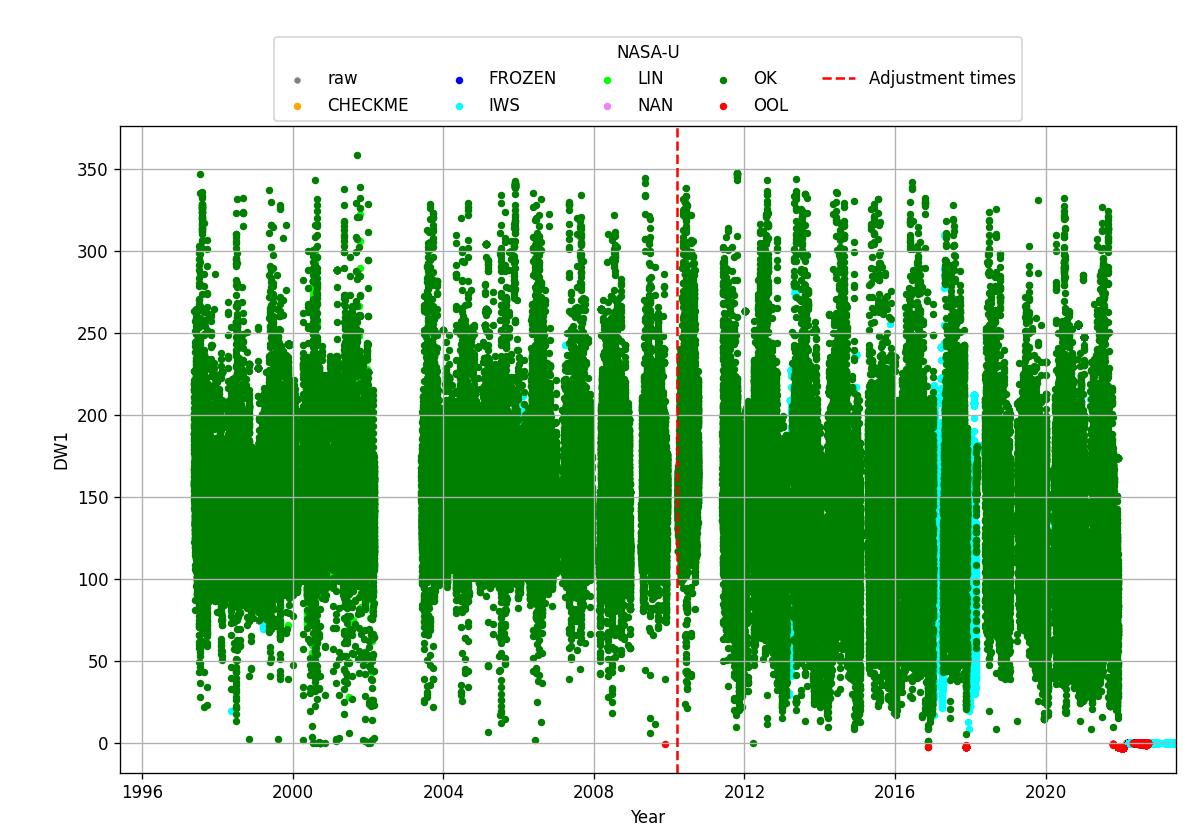 NASA-U
raw FROZEN LIN OK Adjustment times
CHECKME IWS NAN OOL
350
300
250
200
150
100
50
0
DW1
1996 2000 2004 2008 2012 2016 2020
Year